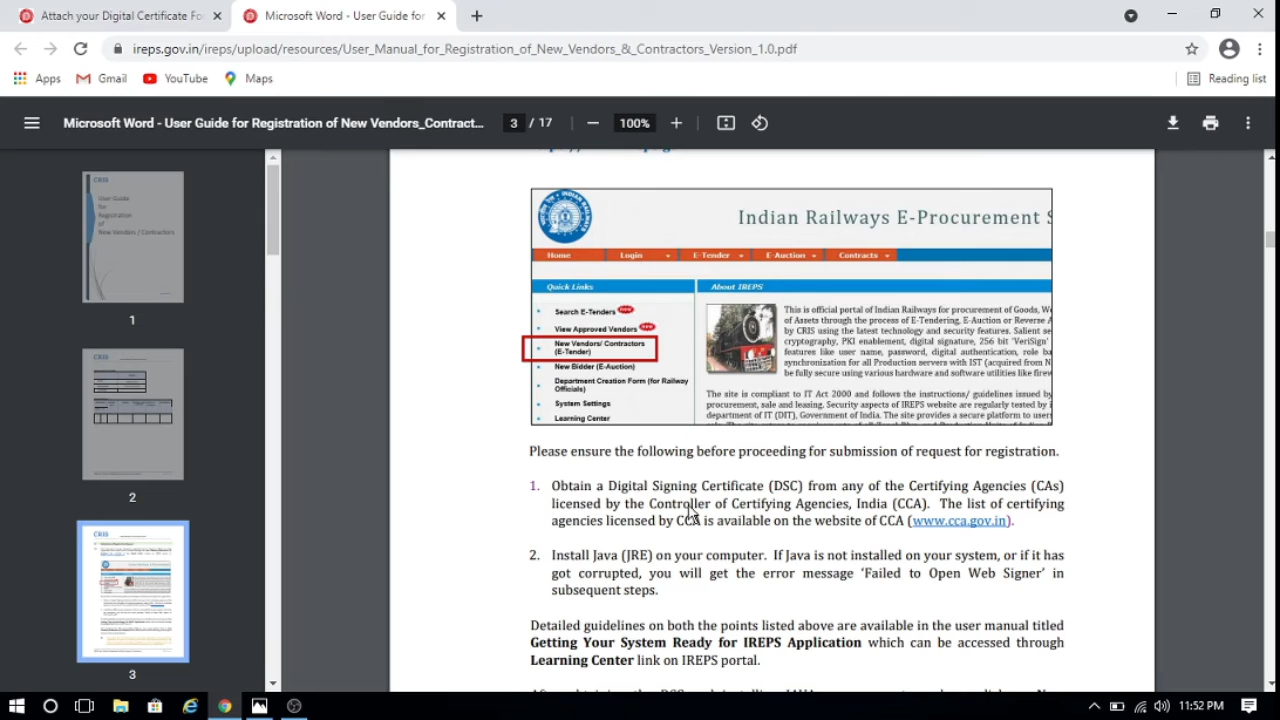 Attach your Digital Certificate Fo
Microsoft Word - User Guide for
ireps.gov.in/ireps/upload/resources/User_Manual_for_Registration_of_New_Vendors_&_Contractors_Version_1.0.pdf
Apps
Gmail
YouTube
Maps
Reading list
Microsoft Word - User Guide for Registration of New Vendors_Contract...
3 / 17
100%
CRIS
User Guide
for
Registration
of
New Vendors / Contractors
1
CRIS
2
CRIS
3
Indian Railways E-Procurement S
Home
Login
E-Tender
E-Auction
Contracts
Quick Links
About IREPS
Search E-Tenders
View Approved Vendors
New Vendors/ Contractors
(E-Tender)
New Bidder (E-Auction)
Department Creation Form (for Railway
Officials)
System Settings
Learning Center
This is official portal of Indian Railways for procurement of Goods, W
of Assets through the process of E-Tendering, E-Auction or Reverse A
by CRIS using the latest technology and security features. Salient se
cryptography, PKI enablement, digital signature, 256 bit 'VeriSign'
features like user name, password, digital authentication, role ba
synchronization for all Production servers with IST (acquired from N
be fully secure using various hardware and software utilities like firew
The site is compliant to IT Act 2000 and follows the instructions/ guidelines issued by
procurement, sale and leasing. Security aspects of IREPS website are regularly tested by i
department of IT (DIT), Government of India. The site provides a secure platform to users
Please ensure the following before proceeding for submission of request for registration.
1. Obtain a Digital Signing Certificate (DSC) from any of the Certifying Agencies (CAs)
licensed by the Controller of Certifying Agencies, India (CCA). The list of certifying
agencies licensed by CCA is available on the website of CCA (www.cca.gov.in).
2. Install Java (JRE) on your computer. If Java is not installed on your system, or if it has
got corrupted, you will get the error message 'Failed to Open Web Signer' in
subsequent steps.
Detailed guidelines on both the points listed above are available in the user manual titled
Getting Your System Ready for IREPS Application which can be accessed through
Learning Center link on IREPS portal.
11:52 PM